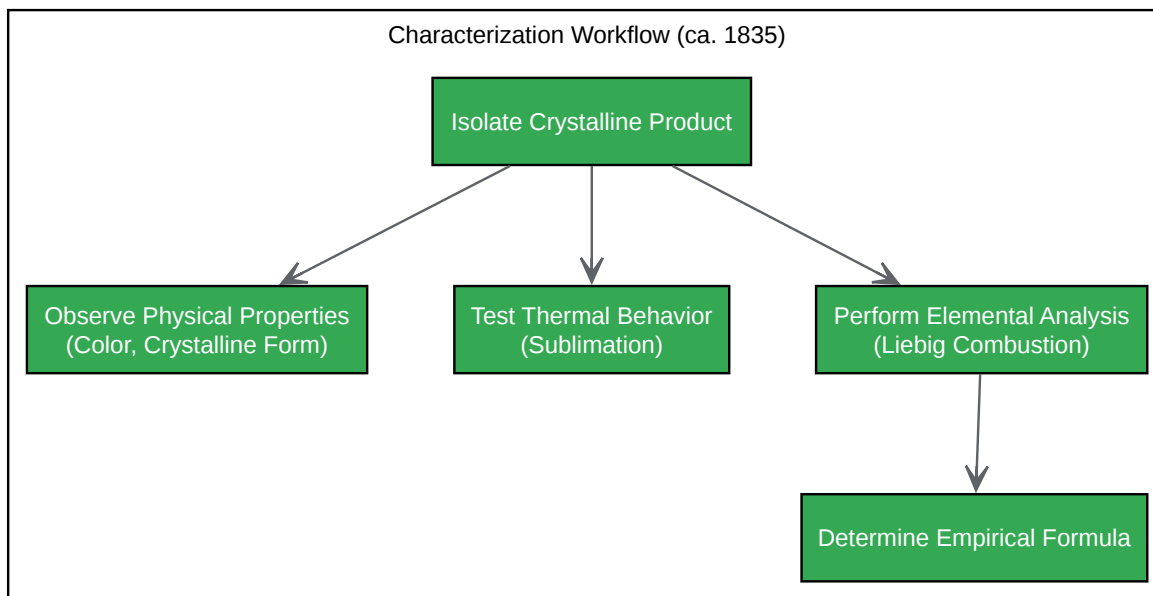 Characterization Workflow (ca. 1835)
Isolate Crystalline Product
Observe Physical Properties
(Color, Crystalline Form)
Test Thermal Behavior
(Sublimation)
Perform Elemental Analysis
(Liebig Combustion)
Determine Empirical Formula